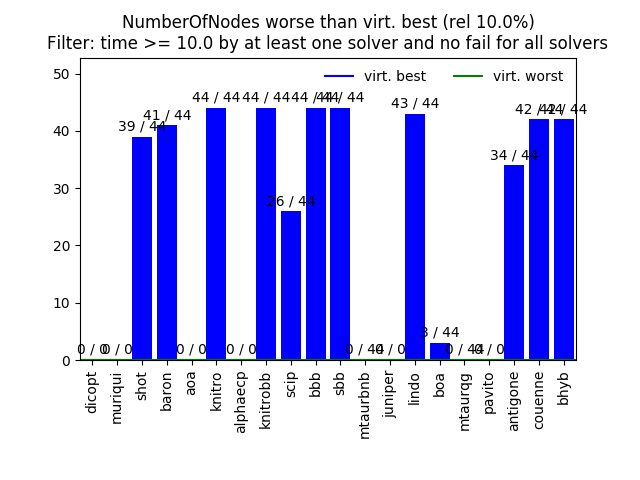 NumberOfNodes worse than virt. best (rel 10.0%)
Filter: time >= 10.0 by at least one solver and no fail for all solvers
virt. best
virt. worst
50
40
30
20
10
0
0 / 0
0 / 0
39 / 44
41 / 44
0 / 0
44 / 44
0 / 0
44 / 44
26 / 44
44 / 44
44 / 44
0 / 44
0 / 0
43 / 44
3 / 44
0 / 44
0 / 0
34 / 44
42 / 44
42 / 44
dicopt
muriqui
shot
baron
aoa
knitro
alphaecp
knitrobb
scip
bbb
sbb
mtaurbnb
juniper
lindo
boa
mtaurqg
pavito
antigone
couenne
bhyb